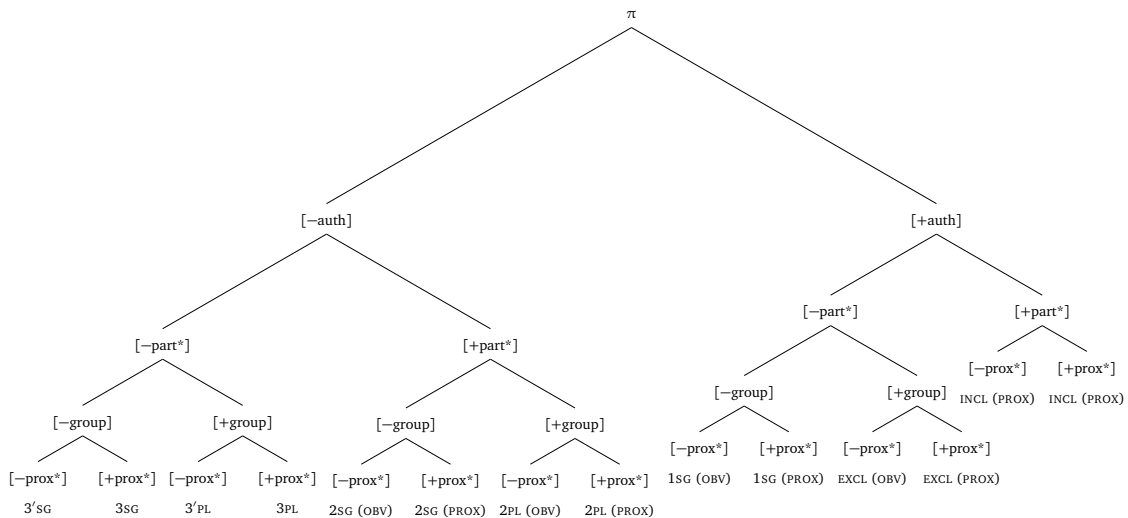 π
[−auth] [+auth]
[−part*] [+part*]
[−part*] [+part*]
[−prox*] [+prox*]
[−group] [+group]
INCL (PROX) INCL (PROX)
[−group] [+group] [−group] [+group]
[−prox*] [+prox*] [−prox*] [+prox*]
1SG (OBV) 1SG (PROX) EXCL (OBV) EXCL (PROX)
[−prox*] [+prox*] [−prox*] [+prox*] [−prox*] [+prox*] [−prox*] [+prox*]
3′SG 3SG 3′PL 3PL 2SG (OBV) 2SG (PROX) 2PL (OBV) 2PL (PROX)